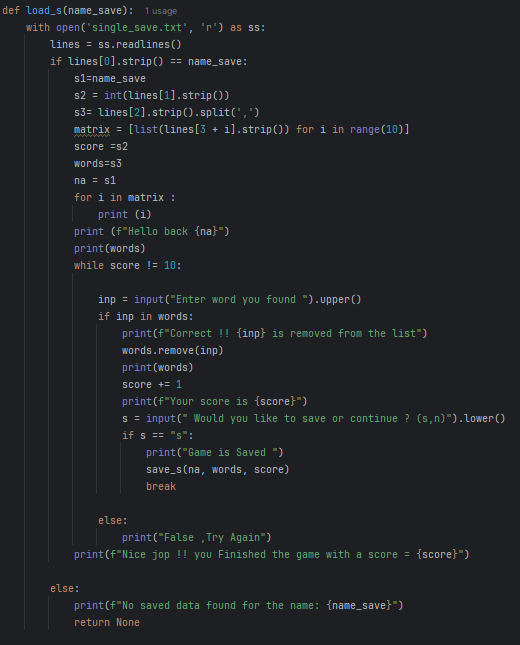 def load_s(name_save):  1 usage
    with open('single_save.txt', 'r') as ss:
        lines = ss.readlines()
        if lines[0].strip() == name_save:
            s1=name_save
            s2 = int(lines[1].strip())
            s3= lines[2].strip().split(',')
            matrix = [list(lines[3 + i].strip()) for i in range(10)]
            score =s2
            words=s3
            na = s1
            for i in matrix :
                print (i)
            print (f"Hello back {na}")
            print(words)
            while score != 10:

                inp = input("Enter word you found ").upper()
                if inp in words:
                    print(f"Correct !! {inp} is removed from the list")
                    words.remove(inp)
                    print(words)
                    score += 1
                    print(f"Your score is {score}")
                    s = input(" Would you like to save or continue ? (s,n)").lower()
                    if s == "s":
                        print("Game is Saved ")
                        save_s(na, words, score)
                        break

                else:
                    print("False ,Try Again")
            print(f"Nice jop !! you Finished the game with a score = {score}")

        else:
            print(f"No saved data found for the name: {name_save}")
            return None